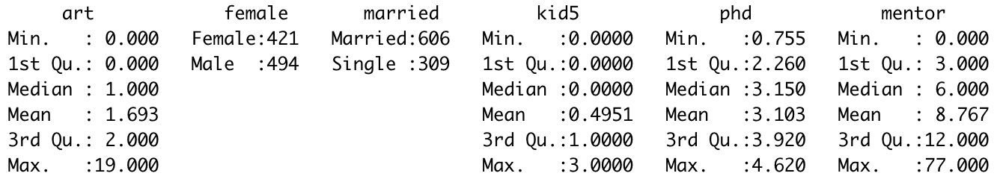 art female married kid5 phd mentor
Min. : 0.000 Female:421 Married:606 Min. :0.0000 Min. :0.755 Min. : 0.000
1st Qu.: 0.000 Male :494 Single :309 1st Qu.:0.0000 1st Qu.:2.260 1st Qu.: 3.000
Median : 1.000 Median :0.0000 Median :3.150 Median : 6.000
Mean : 1.693 Mean :0.4951 Mean :3.103 Mean : 8.767
3rd Qu.: 2.000 3rd Qu.:1.0000 3rd Qu.:3.920 3rd Qu.:12.000
Max. :19.000 Max. :3.0000 Max. :4.620 Max. :77.000